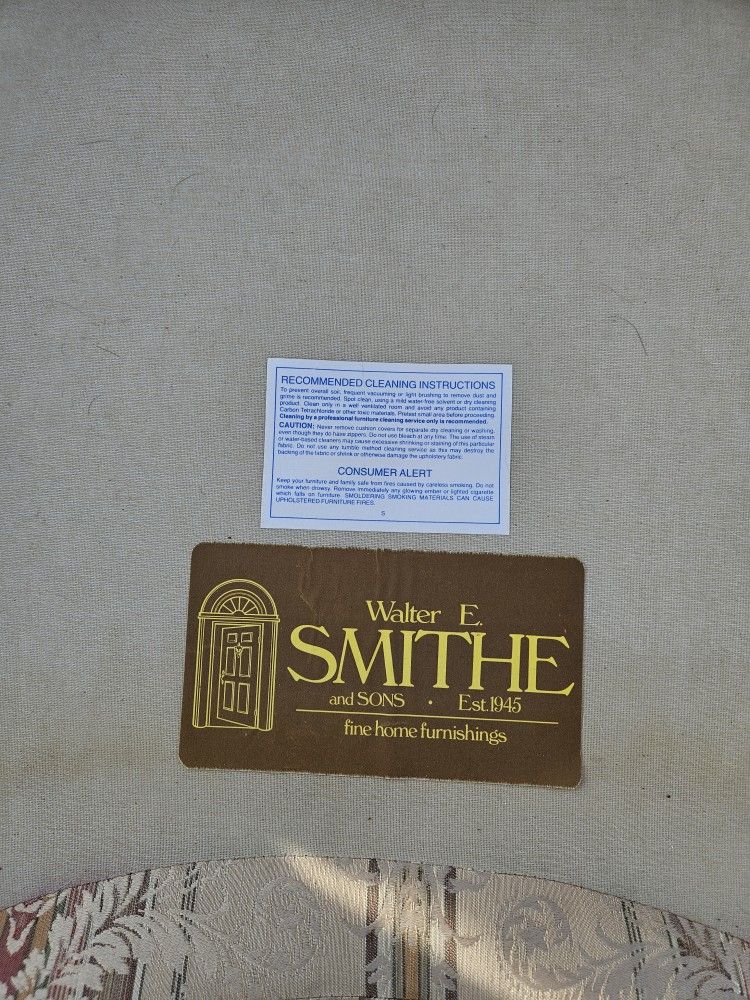 RECOMMENDED CLEANING INSTRUCTIONS
To prevent overall soil, frequent vacuuming or light brushing to remove dust and
grime is recommended. Spot clean, using a mild water-free solvent or dry cleaning
product. Clean only in a well ventilated room and avoid any product containing
Carbon Tetrachloride or other toxic materials. Pretest small area before proceeding.
Cleaning by a professional furniture cleaning service only is recommended.
CAUTION: Never remove cushion covers for separate dry cleaning or washing,
even though they do have zippers. Do not use bleach at any time. The use of steam
or water-based cleaners may cause excessive shrinking or staining of this particular
fabric. Do not use any tumble method cleaning service as this may destroy the
backing of the fabric or shrink or otherwise damage the upholstery fabric.
CONSUMER ALERT
Keep your furniture and family safe from fires caused by careless smoking. Do not
smoke when drowsy. Remove immediately any glowing ember or lighted cigarette
which falls on furniture. SMOLDERING SMOKING MATERIALS CAN CAUSE
UPHOLSTERED FURNITURE FIRES.
S
Walter E.
SMITHE
and SONS • Est.1945
fine home furnishings